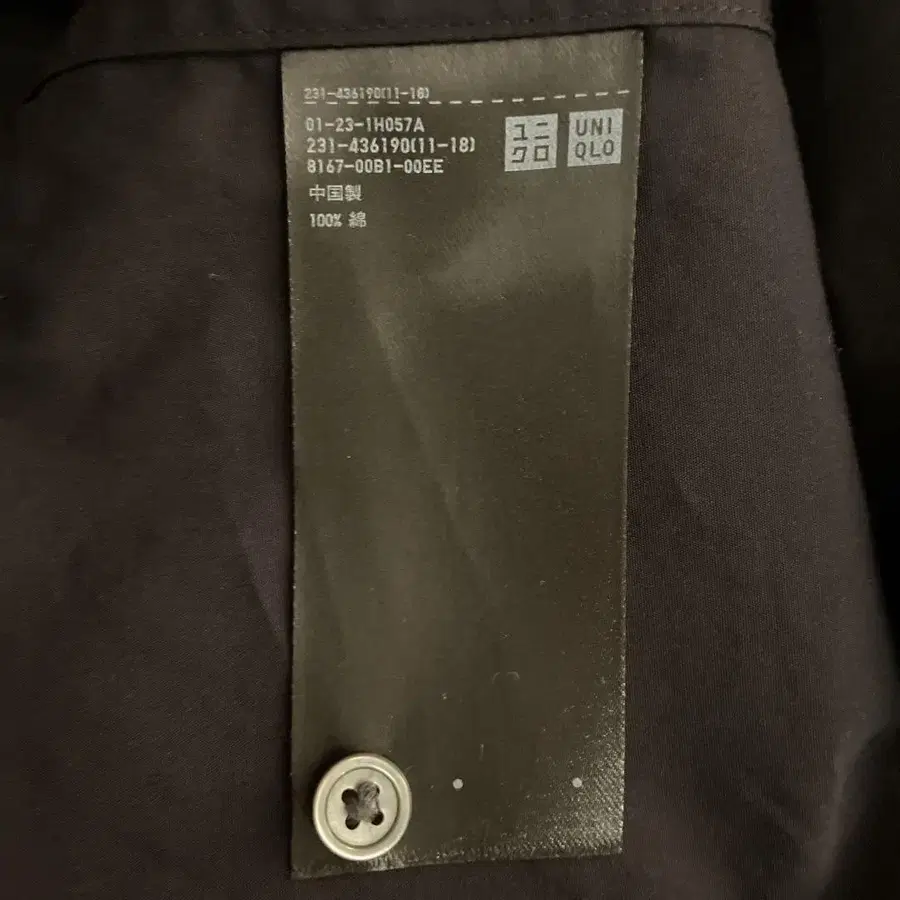 231-436190(11-18)
01-23-1H057A
231-436190(11-18)
8167-00B1-00EE
中国製
100% 綿
ユニ
クロ
UNI
QLO